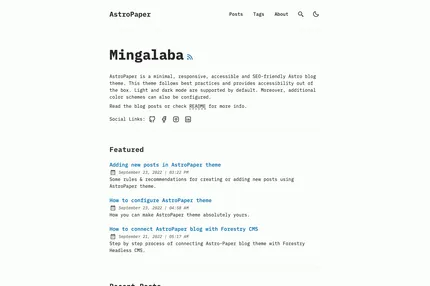 AstroPaper
Posts Tags About
Mingalaba
AstroPaper is a minimal, responsive, accessible and SEO-friendly Astro blog
theme. This theme follows best practices and provides accessibility out of
the box. Light and dark mode are supported by default. Moreover, additional
color schemes can also be configured.
Read the blog posts or check README for more info.
Social Links:
Featured
Adding new posts in AstroPaper theme
September 23, 2022 | 03:22 PM
Some rules & recommendations for creating or adding new posts using
AstroPaper theme.
How to configure AstroPaper theme
September 23, 2022 | 04:58 AM
How you can make AstroPaper theme absolutely yours.
How to connect AstroPaper blog with Forestry CMS
September 21, 2022 | 05:17 AM
Step by step process of connecting Astro-Paper blog theme with Forestry
Headless CMS.
Recent Posts